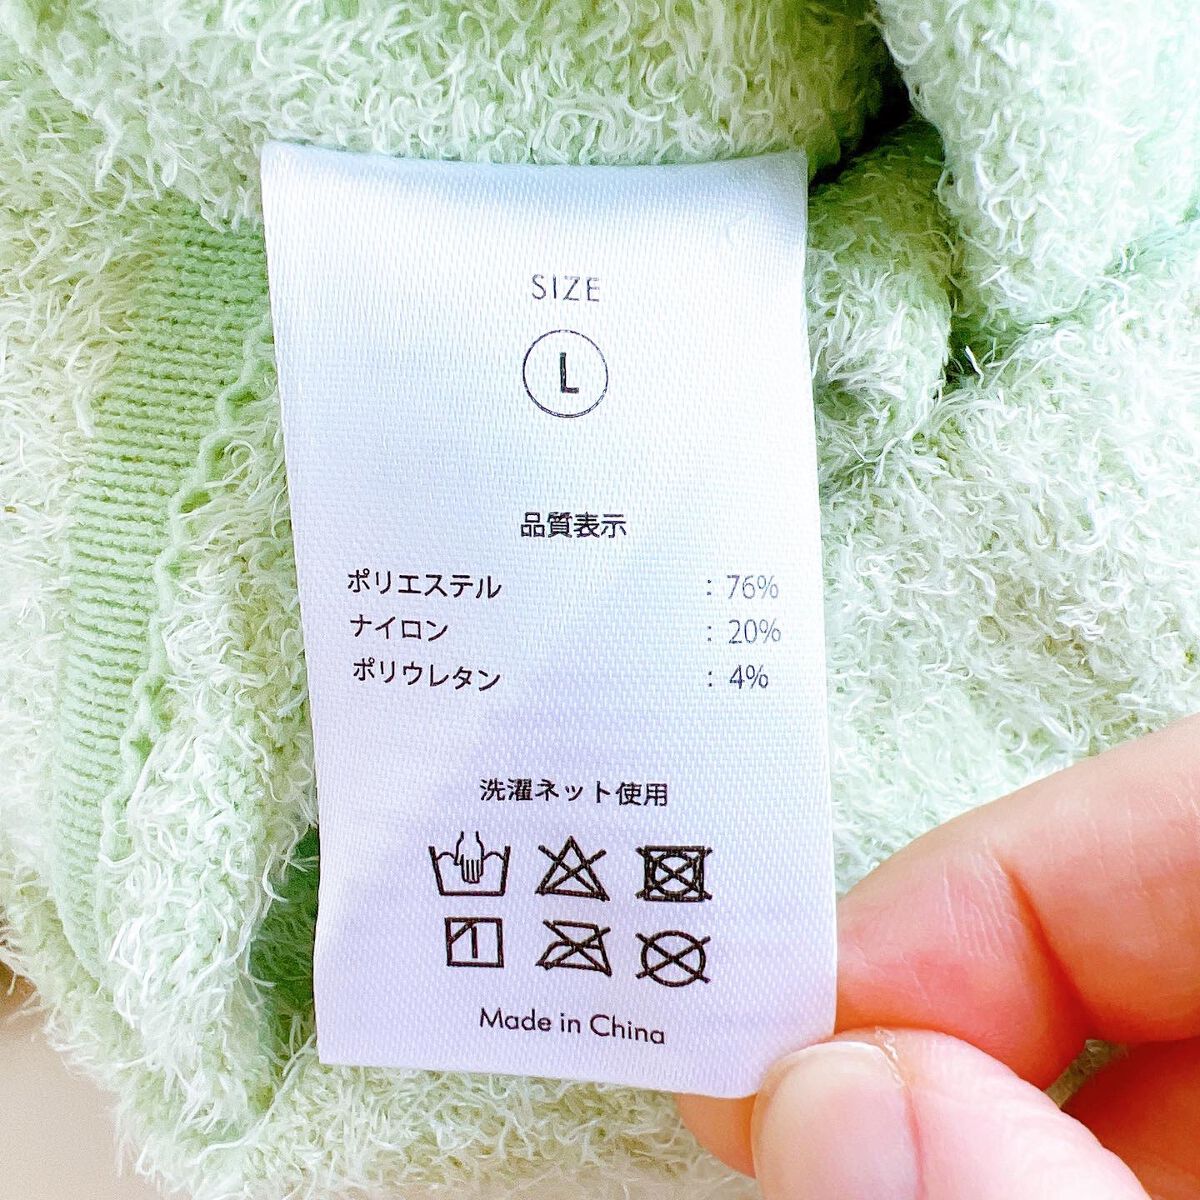 SIZE
L
品質表示
ポリエステル : 76%
ナイロン : 20%
ポリウレタン : 4%
洗濯ネット使用
Made in China